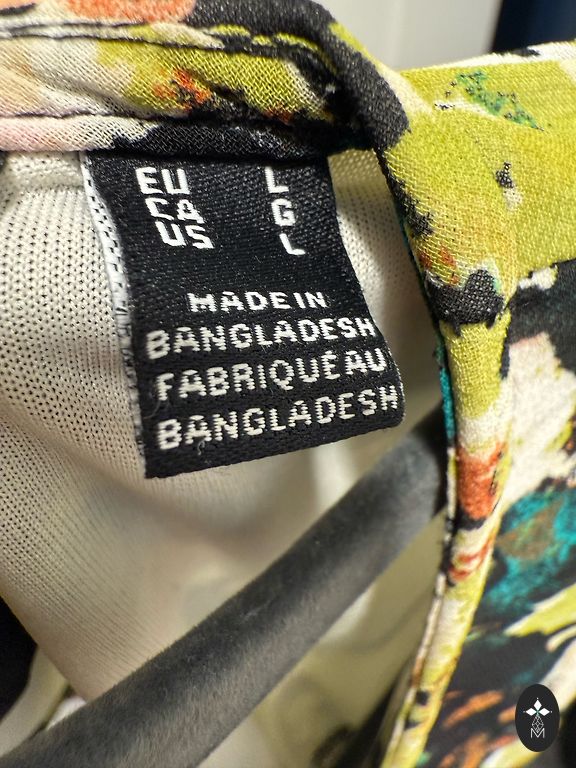 EU L
CA G
US L
MADE IN
BANGLADESH
FABRIQUÉ AU
BANGLADESH
M